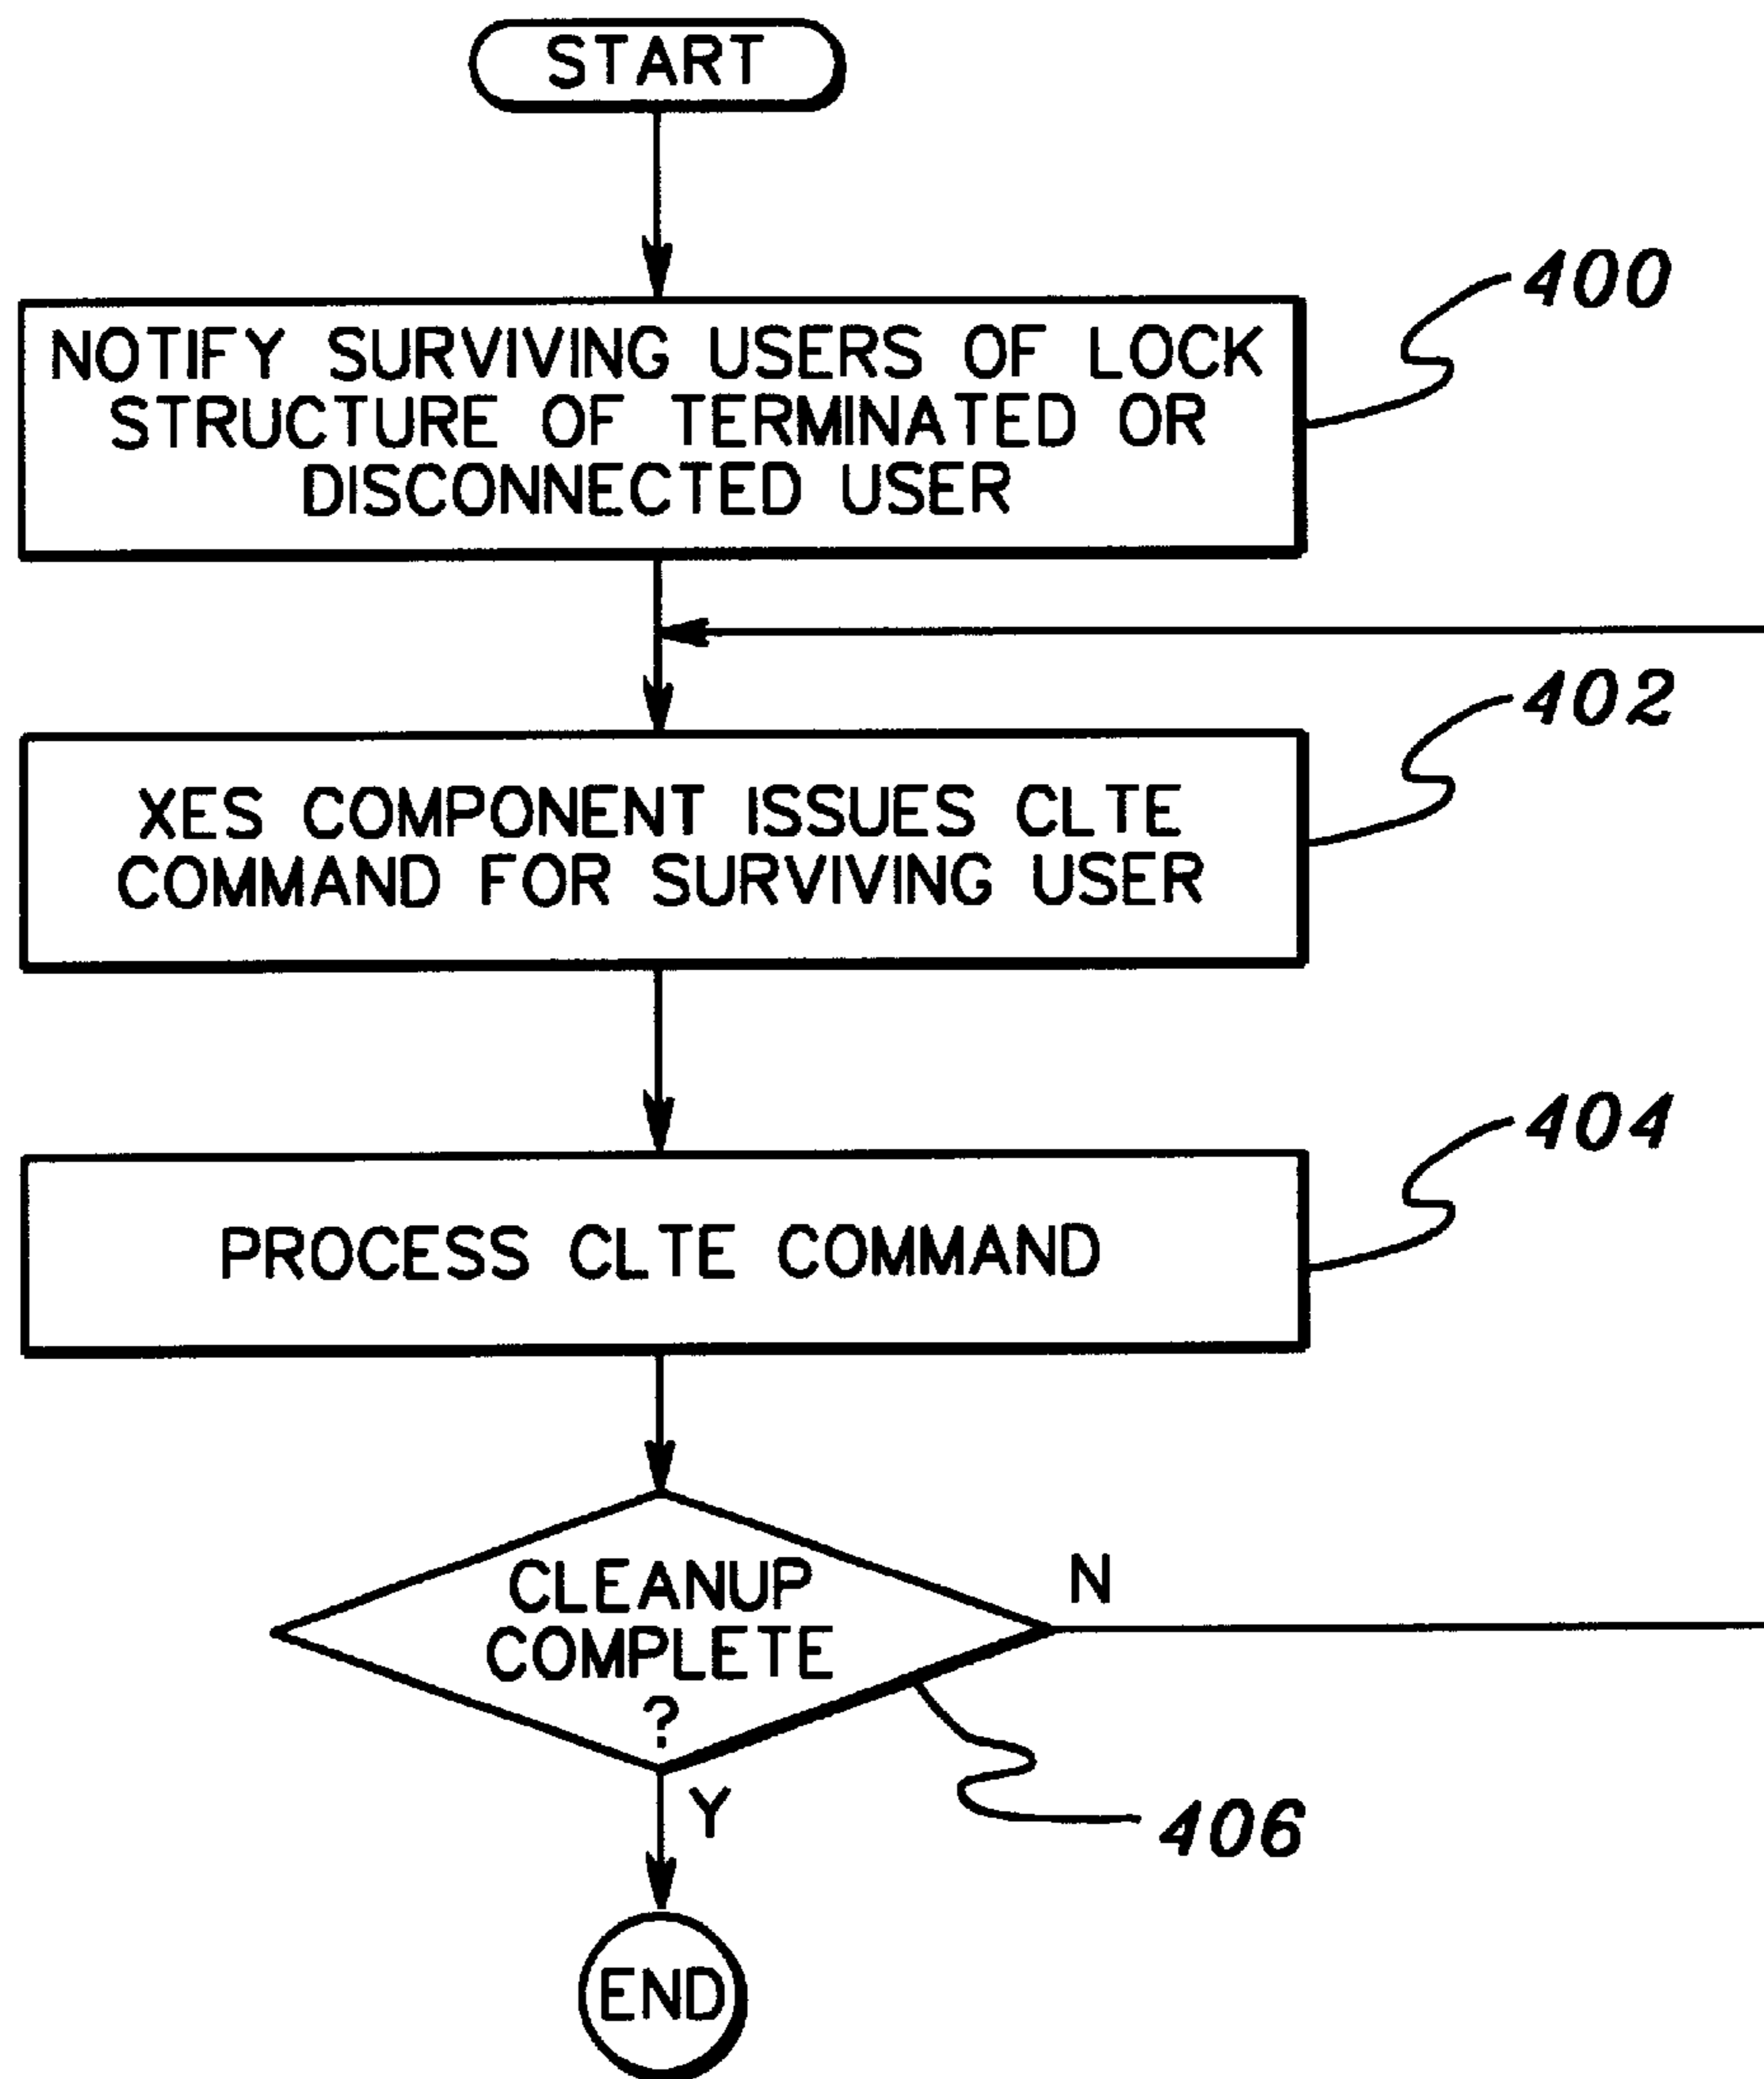 START
400
NOTIFY SURVIVING USERS OF LOCK
STRUCTURE OF TERMINATED OR
DISCONNECTED USER
402
XES COMPONENT ISSUES CLTE
COMMAND FOR SURVIVING USER
404
PROCESS CLTE COMMAND
CLEANUP
COMPLETE
?
N
Y
406
END